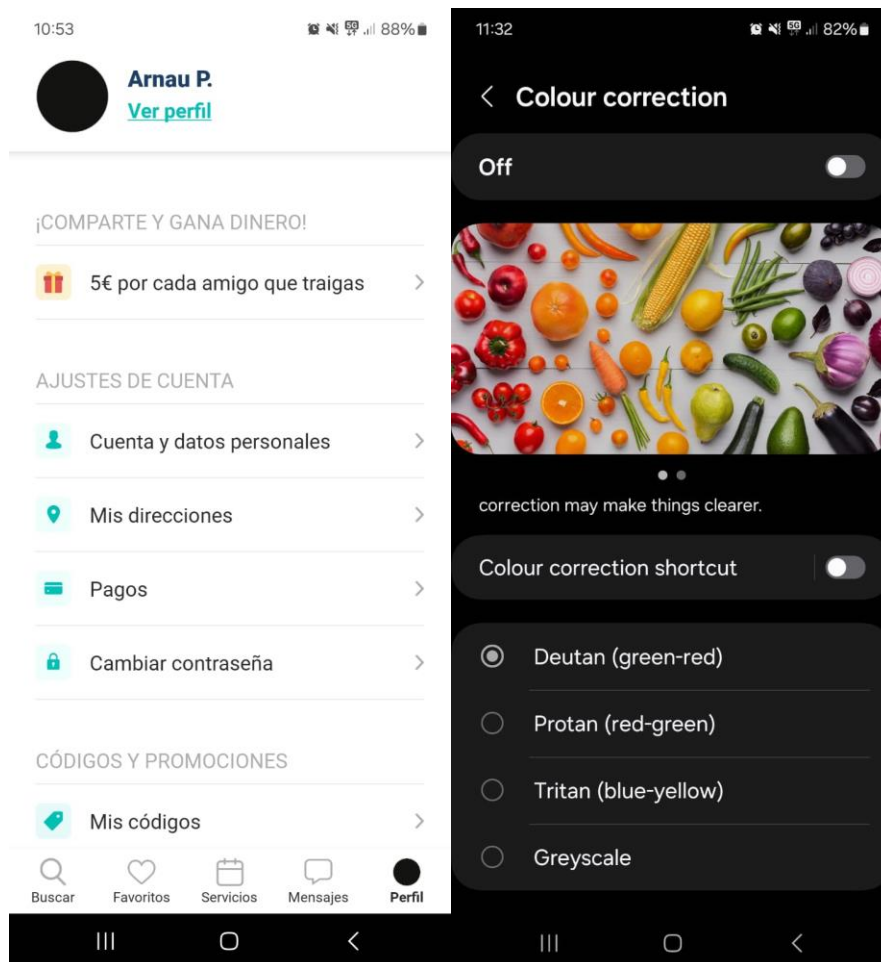 10:53
5G
88%
Arnau P.
Ver perfil
¡COMPARTE Y GANA DINERO!
5€ por cada amigo que traigas
AJUSTES DE CUENTA
Cuenta y datos personales
Mis direcciones
Pagos
Cambiar contraseña
CÓDIGOS Y PROMOCIONES
Mis códigos
Buscar
Favoritos
Servicios
Mensajes
Perfil
11:32
5G
82%
Colour correction
Off
correction may make things clearer.
Colour correction shortcut
Deutan (green-red)
Protan (red-green)
Tritan (blue-yellow)
Greyscale